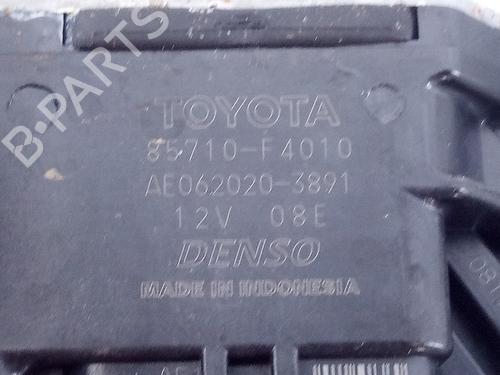 B-PARTS
TOYOTA
85710-F4010
AE062020-3891
12V 08E
DENSO
MADE IN INDONESIA